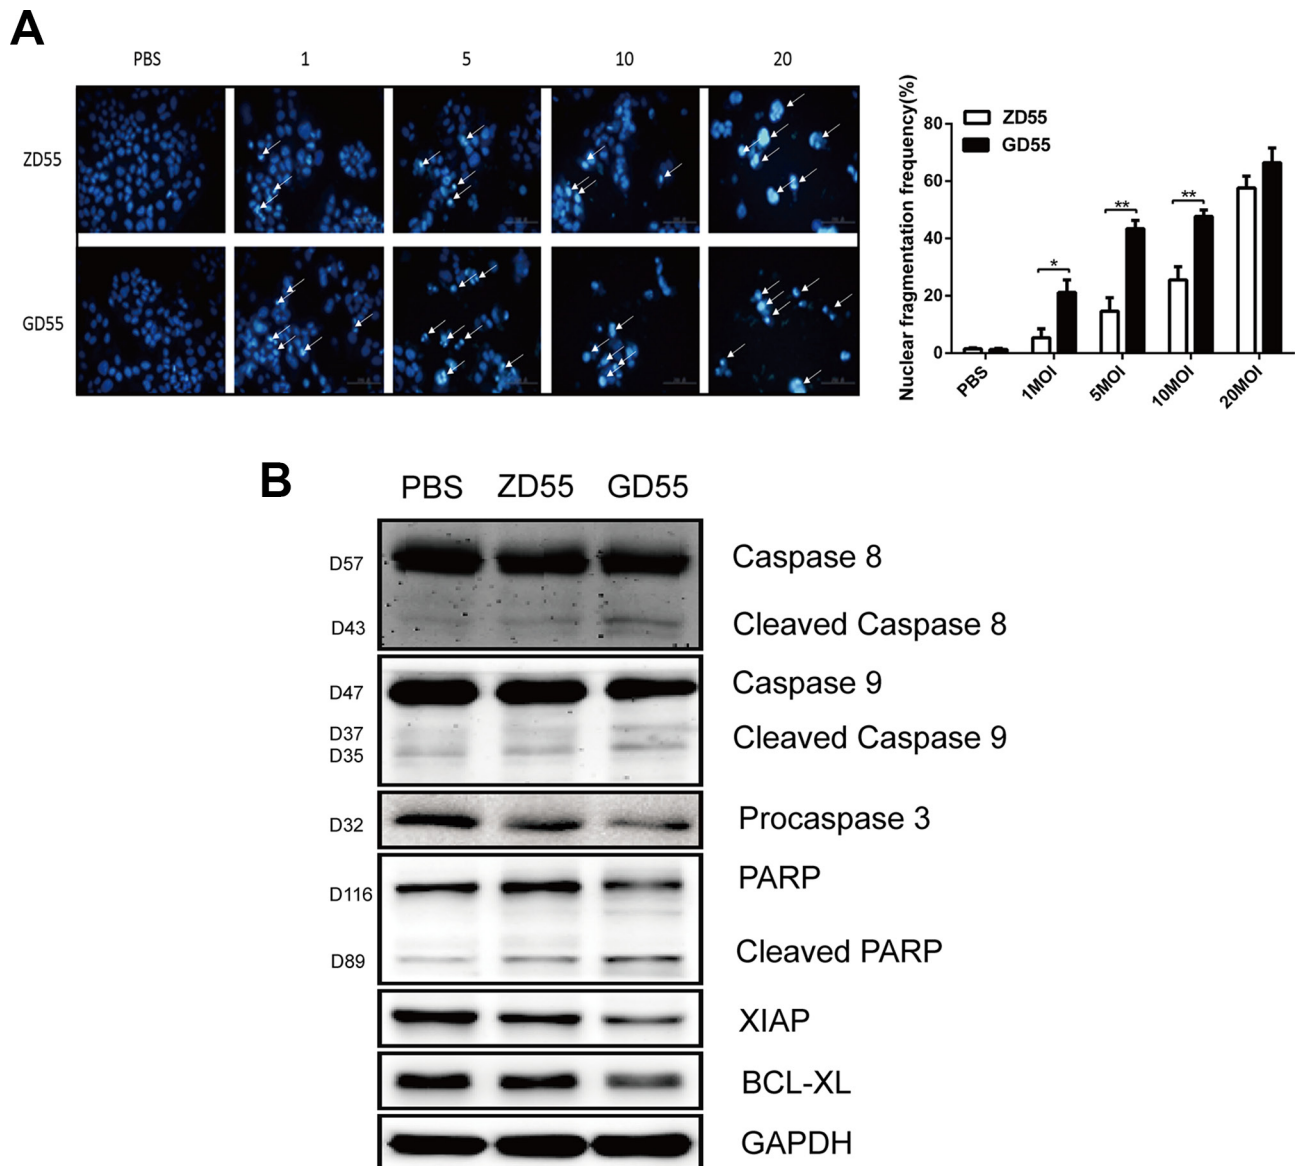 A
PBS 1 5 10 20
ZD55
GD55
Nuclear fragmentation frequency(%)
80
60
40
20
0
ZD55
GD55
*
**
**
PBS
1MOI
5MOI
10MOI
20MOI
B
PBS ZD55 GD55
D57
Caspase 8
D43
Cleaved Caspase 8
D47
Caspase 9
D37
Cleaved Caspase 9
D35
D32
Procaspase 3
D116
PARP
D89
Cleaved PARP
XIAP
BCL-XL
GAPDH